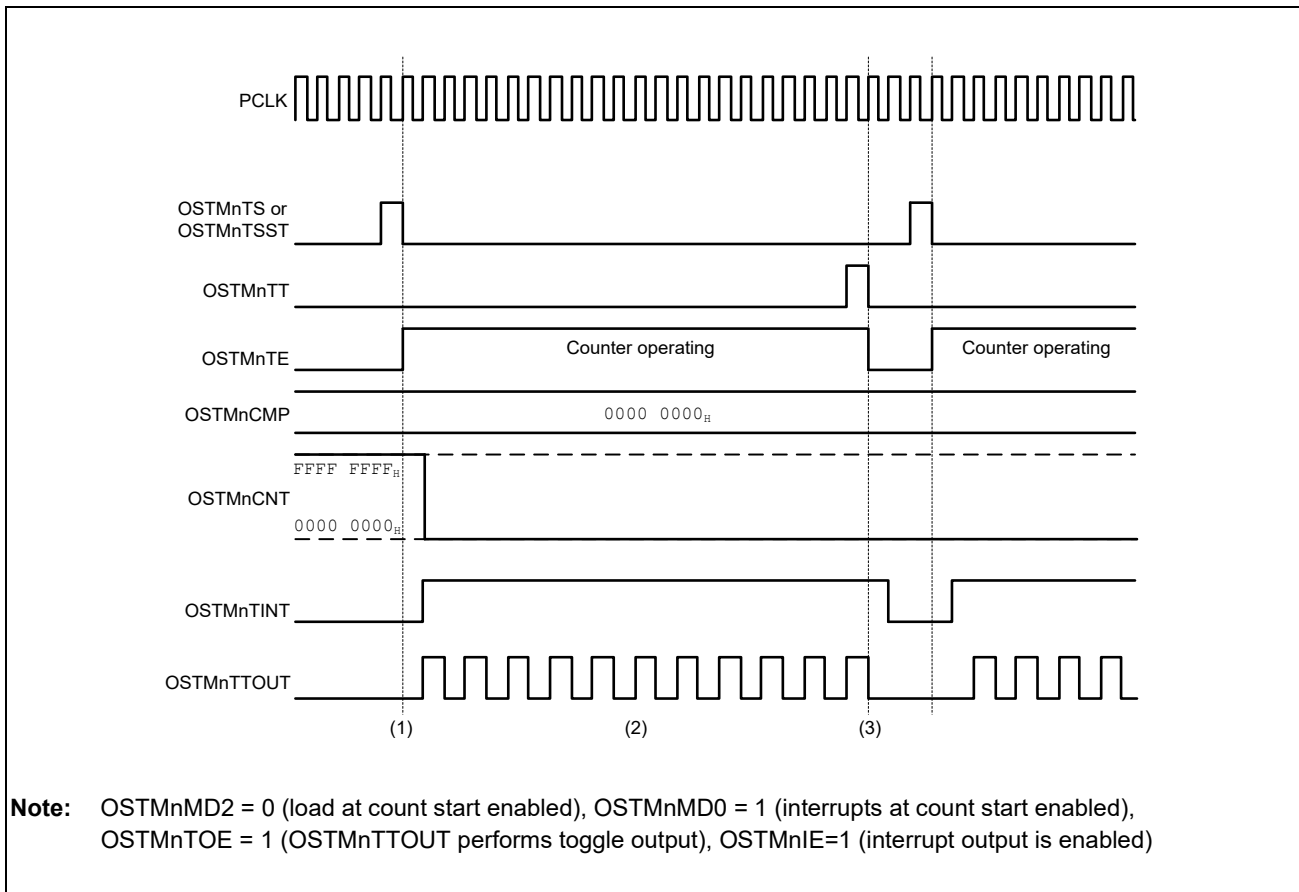 PCLK
OSTMnTS or
OSTMnTSST
OSTMnTT
OSTMnTE
Counter operating
Counter operating
OSTMnCMP
0000 0000H
FFFF FFFFH
OSTMnCNT
0000 0000H
OSTMnTINT
OSTMnTTOUT
(1)
(2)
(3)
Note: OSTMnMD2 = 0 (load at count start enabled), OSTMnMD0 = 1 (interrupts at count start enabled),
OSTMnTOE = 1 (OSTMnTTOUT performs toggle output), OSTMnIE=1 (interrupt output is enabled)